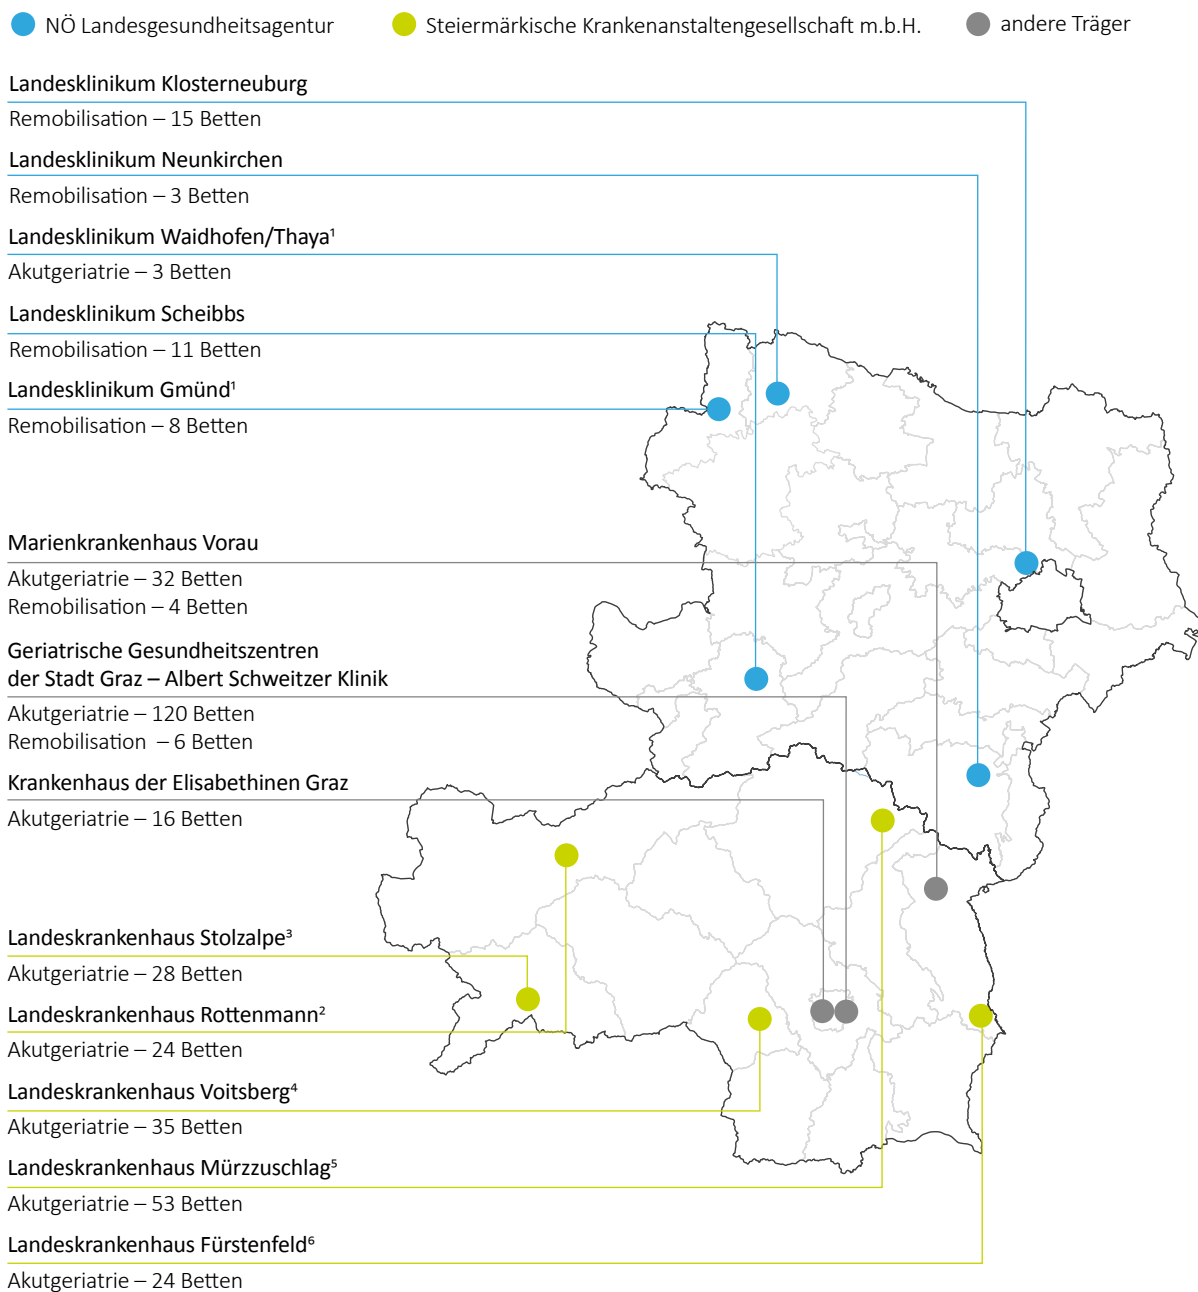 NÖ Landesgesundheitsagentur
Steiermärkische Krankenanstaltengesellschaft m.b.H.
andere Träger
Landesklinikum Klosterneuburg
Remobilisation – 15 Betten
Landesklinikum Neunkirchen
Remobilisation – 3 Betten
Landesklinikum Waidhofen/Thaya¹
Akutgeriatrie – 3 Betten
Landesklinikum Scheibbs
Remobilisation – 11 Betten
Landesklinikum Gmünd¹
Remobilisation – 8 Betten
Marienkrankenhaus Vorau
Akutgeriatrie – 32 Betten
Remobilisation – 4 Betten
Geriatrische Gesundheitszentren
der Stadt Graz – Albert Schweitzer Klinik
Akutgeriatrie – 120 Betten
Remobilisation – 6 Betten
Krankenhaus der Elisabethinen Graz
Akutgeriatrie – 16 Betten
Landeskrankenhaus Stolzalpe³
Akutgeriatrie – 28 Betten
Landeskrankenhaus Rottenmann²
Akutgeriatrie – 24 Betten
Landeskrankenhaus Voitsberg⁴
Akutgeriatrie – 35 Betten
Landeskrankenhaus Mürzzuschlag⁵
Akutgeriatrie – 53 Betten
Landeskrankenhaus Fürstenfeld⁶
Akutgeriatrie – 24 Betten